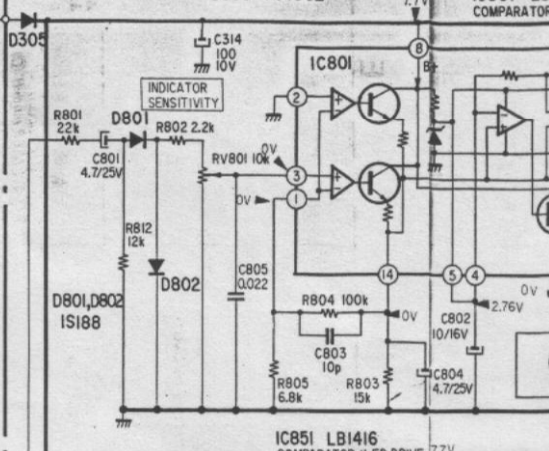 7.7V
COMPARATOR
D305
C314
100
10V
8
1C801
B+
INDICATOR
SENSITIVITY
2
R801
22k
D801
R802 2.2k
C801
4.7/25V
RV801 10k
0V
3
1
0V
R812
12k
D802
C805
0.022
14
5
4
0V
D801,D802
1S188
R804 100k
0V
2.76V
C802
10/16V
C803
10p
R805
6.8k
R803
15k
C804
4.7/25V
IC851 LB1416